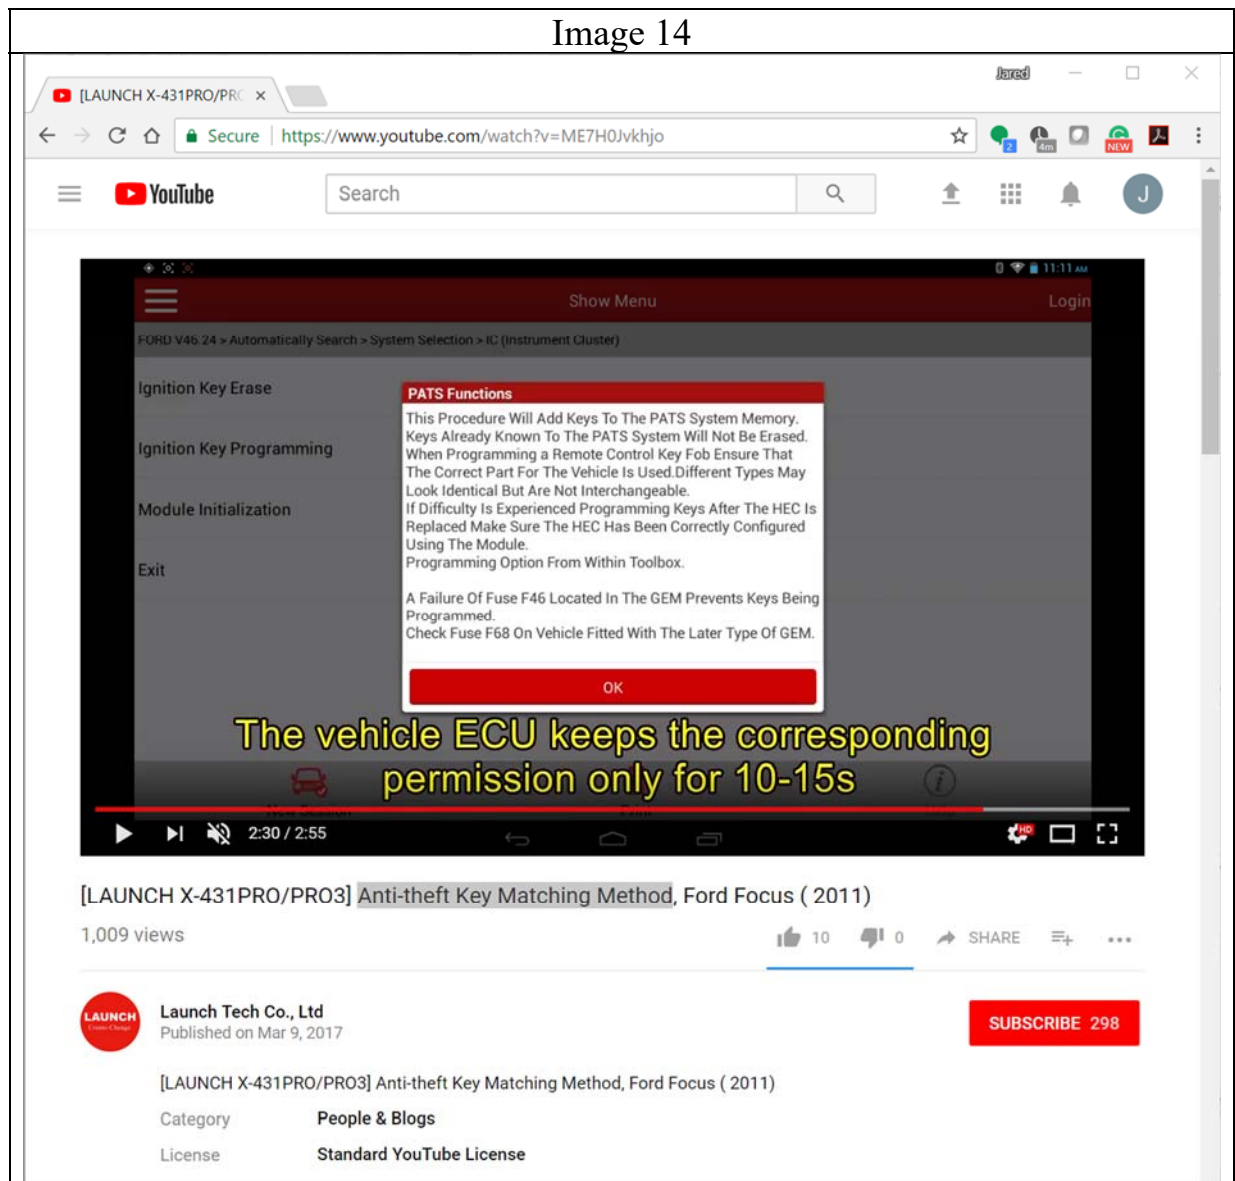 Image 14
Jared
[LAUNCH X-431PRO/PRO
Secure | https://www.youtube.com/watch?v=ME7H0Jvkhjo
2
4m
NEW
YouTube
Search
J
11:11 AM
Show Menu
Login
FORD V46.24 > Automatically Search > System Selection > IC (Instrument Cluster)
Ignition Key Erase
Ignition Key Programming
Module Initialization
Exit
PATS Functions
This Procedure Will Add Keys To The PATS System Memory.
Keys Already Known To The PATS System Will Not Be Erased.
When Programming a Remote Control Key Fob Ensure That
The Correct Part For The Vehicle Is Used.Different Types May
Look Identical But Are Not Interchangeable.
If Difficulty Is Experienced Programming Keys After The HEC Is
Replaced Make Sure The HEC Has Been Correctly Configured
Using The Module.
Programming Option From Within Toolbox.
A Failure Of Fuse F46 Located In The GEM Prevents Keys Being
Programmed.
Check Fuse F68 On Vehicle Fitted With The Later Type Of GEM.
OK
The vehicle ECU keeps the corresponding
permission only for 10-15s
New Session
Print
2:30 / 2:55
HD
[LAUNCH X-431PRO/PRO3] Anti-theft Key Matching Method, Ford Focus ( 2011)
1,009 views
10
0
SHARE
LAUNCH
Launch Tech Co., Ltd
Published on Mar 9, 2017
SUBSCRIBE 298
[LAUNCH X-431PRO/PRO3] Anti-theft Key Matching Method, Ford Focus ( 2011)
Category People & Blogs
License Standard YouTube License